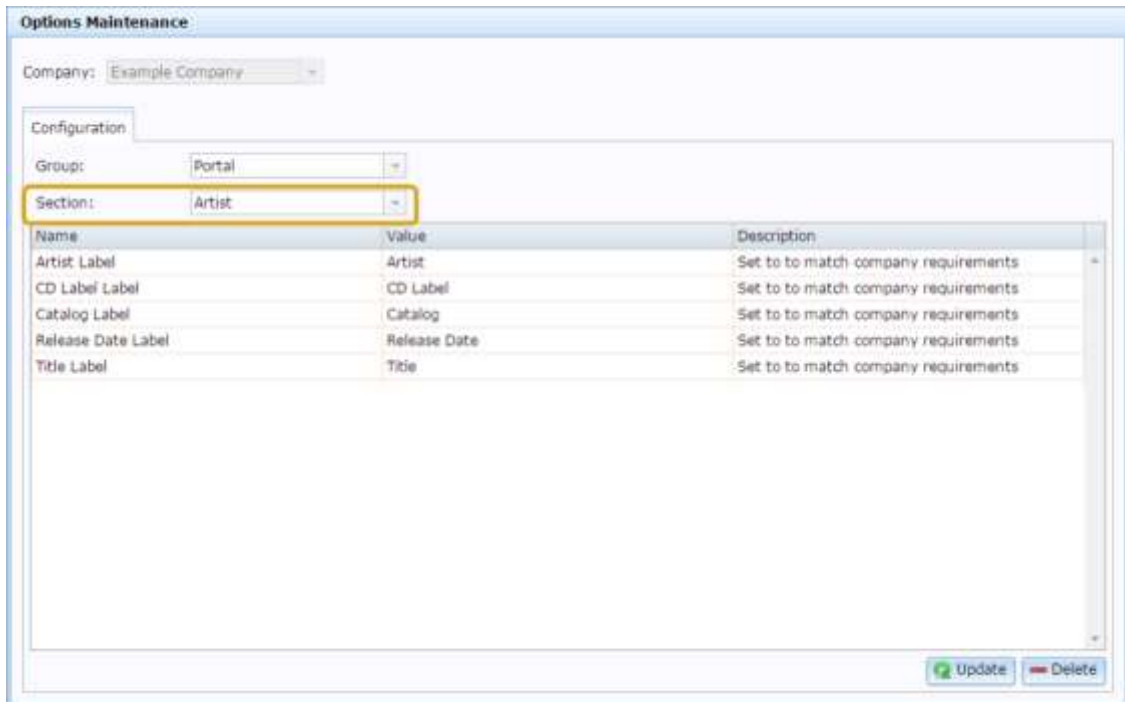 Options Maintenance
Company: Example Company
Configuration
Group: Portal
Section: Artist
Name Value Description
Artist Label Artist Set to to match company requirements
CD Label Label CD Label Set to to match company requirements
Catalog Label Catalog Set to to match company requirements
Release Date Label Release Date Set to to match company requirements
Title Label Title Set to to match company requirements
Update Delete